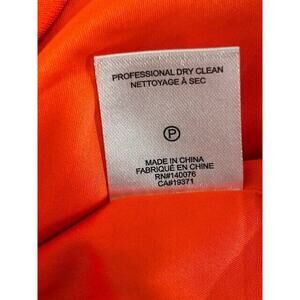 PROFESSIONAL DRY CLEAN
NETTOYAGE À SEC
P
MADE IN CHINA
FABRIQUÉ EN CHINE
RN#140076
CA#19371